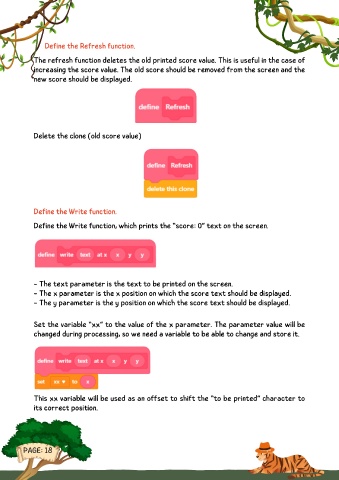 Define the Refresh function.
The refresh function deletes the old printed score value. This is useful in the case of
increasing the score value. The old score should be removed from the screen and the
new score should be displayed.
define Refresh
Delete the clone (old score value)
define Refresh
delete this clone
Define the Write function.
Define the Write function, which prints the "score: 0" text on the screen.
define write text at x x y y
- The text parameter is the text to be printed on the screen.
- The x parameter is the x position on which the score text should be displayed.
- The y parameter is the y position on which the score text should be displayed.
Set the variable "xx" to the value of the x parameter. The parameter value will be
changed during processing, so we need a variable to be able to change and store it.
define write text at x x y y
set xx to x
This xx variable will be used as an offset to shift the "to be printed" character to
its correct position.
PAGE: 18